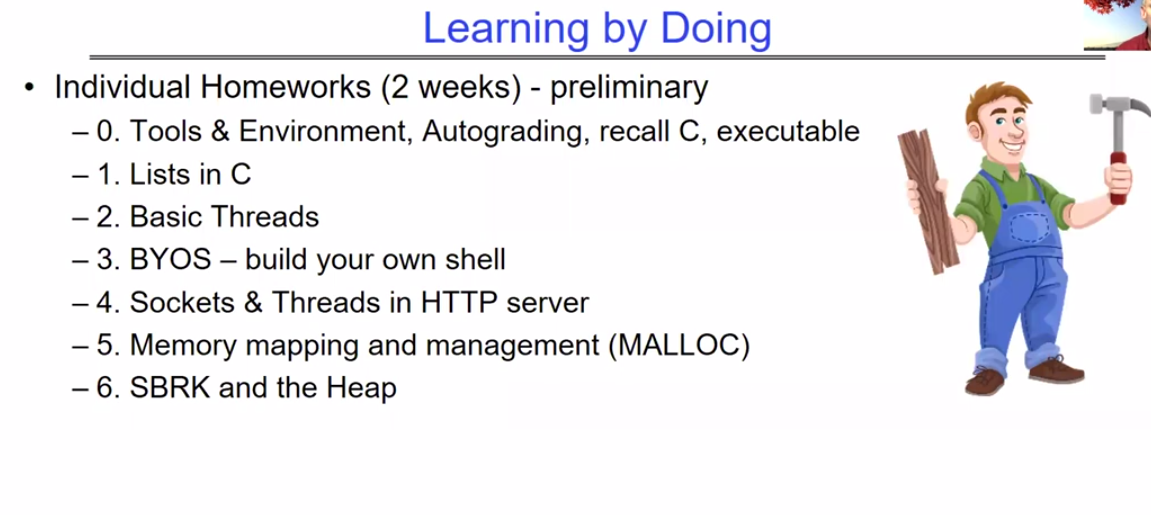 Learning by Doing
• Individual Homeworks (2 weeks) - preliminary
– 0. Tools & Environment, Autograding, recall C, executable
– 1. Lists in C
– 2. Basic Threads
– 3. BYOS – build your own shell
– 4. Sockets & Threads in HTTP server
– 5. Memory mapping and management (MALLOC)
– 6. SBRK and the Heap